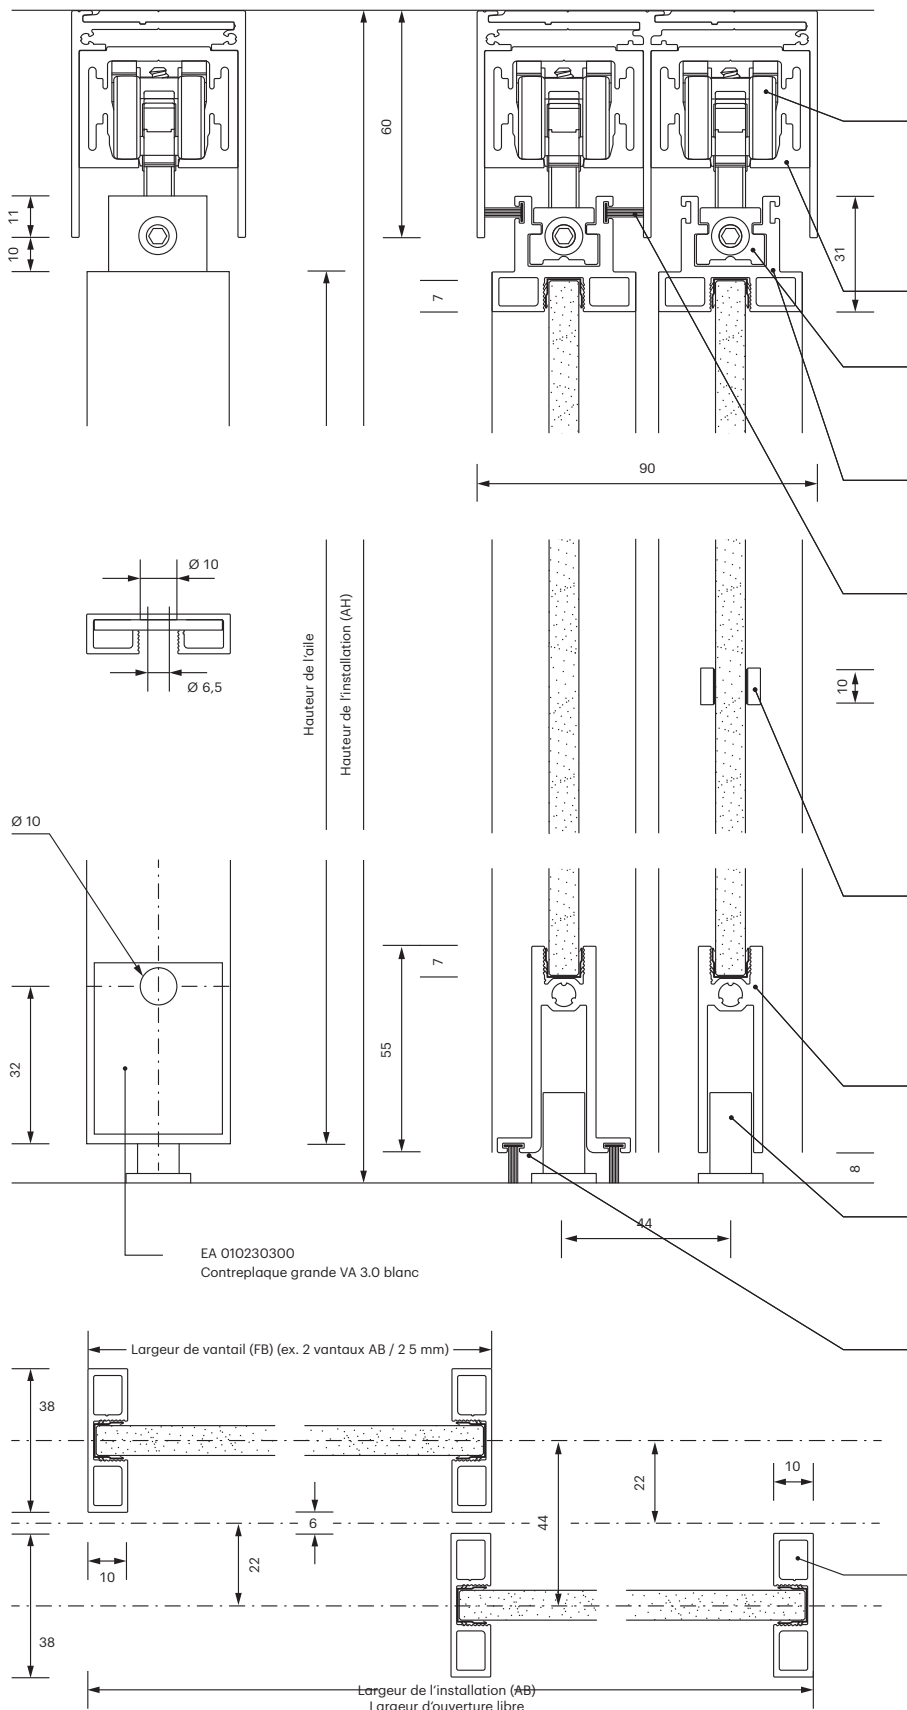 60
11
10
7
31
90
Ø 10
Ø 6,5
Hauteur de l'aile
Hauteur de l'installation (AH)
10
Ø 10
7
55
32
8
44
EA 010230300
Contreplaque grande VA 3.0 blanc
Largeur de vantail (FB) (ex. 2 vantaux AB / 2 5 mm)
38
10
22
44
6
22
10
38
Largeur de l'installation (AB)
Largeur d'ouverture libre